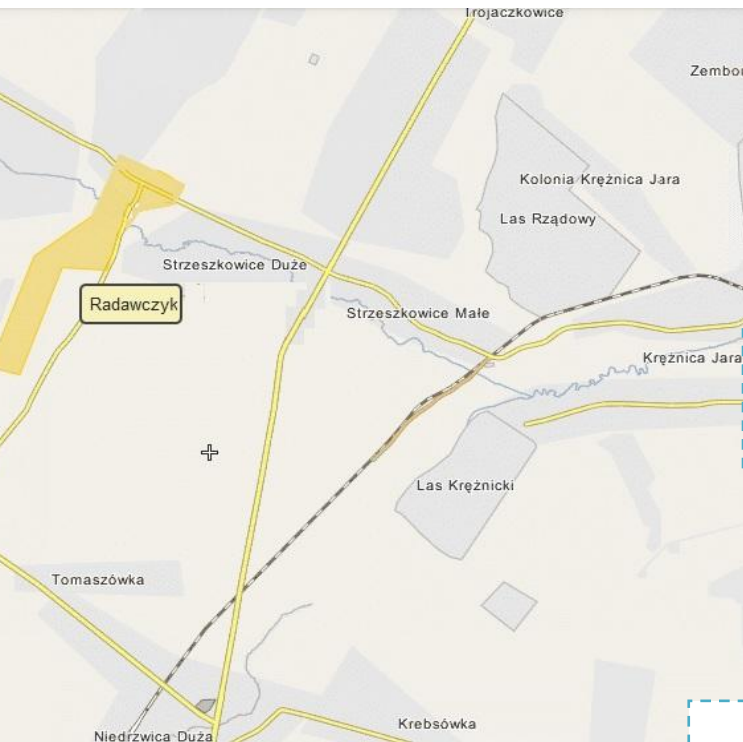 Trojaczkowice
Zembor
Kolonia Krężnica Jara
Las Rządowy
Strzeszkowice Duże
Radawczyk
Strzeszkowice Małe
Krężnica Jara
Las Krężnicki
Tomaszówka
Krebsówka
Niedrzwica Duża